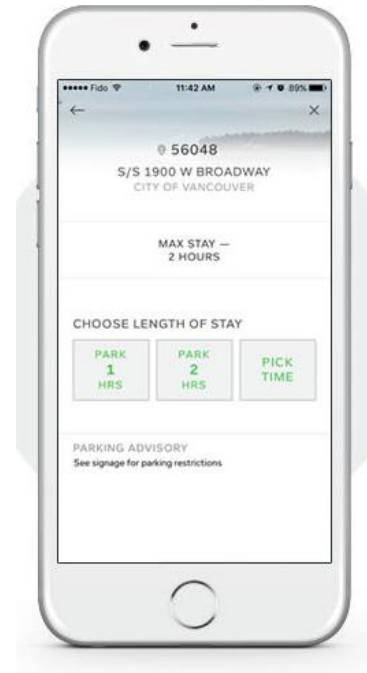 Fido 11:42 AM 89%
56048
S/S 1900 W BROADWAY
CITY OF VANCOUVER
MAX STAY —
2 HOURS
CHOOSE LENGTH OF STAY
PARK 1 HRS
PARK 2 HRS
PICK TIME
PARKING ADVISORY
See signage for parking restrictions